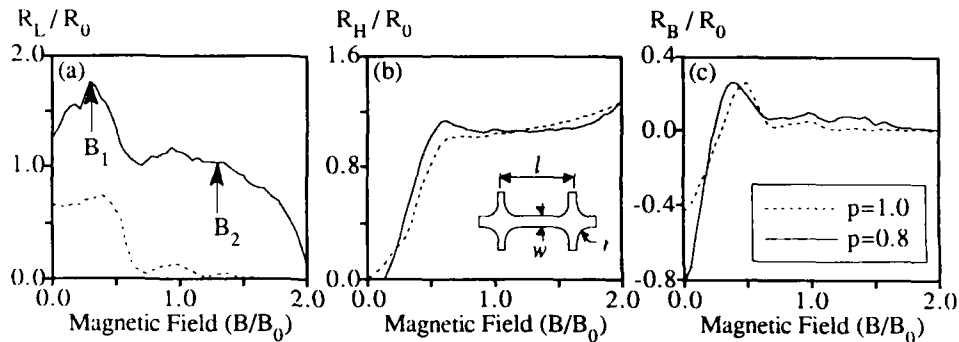 R_L / R_0
2.0
1.0
0.0
(a)
B_1
B_2
0.0
1.0
2.0
Magnetic Field (B/B_0)
R_H / R_0
1.6
0.8
0.0
(b)
l
w
r
0.0
1.0
2.0
Magnetic Field (B/B_0)
R_B / R_0
0.4
0.0
-0.4
-0.8
(c)
p=1.0
p=0.8
0.0
1.0
2.0
Magnetic Field (B/B_0)